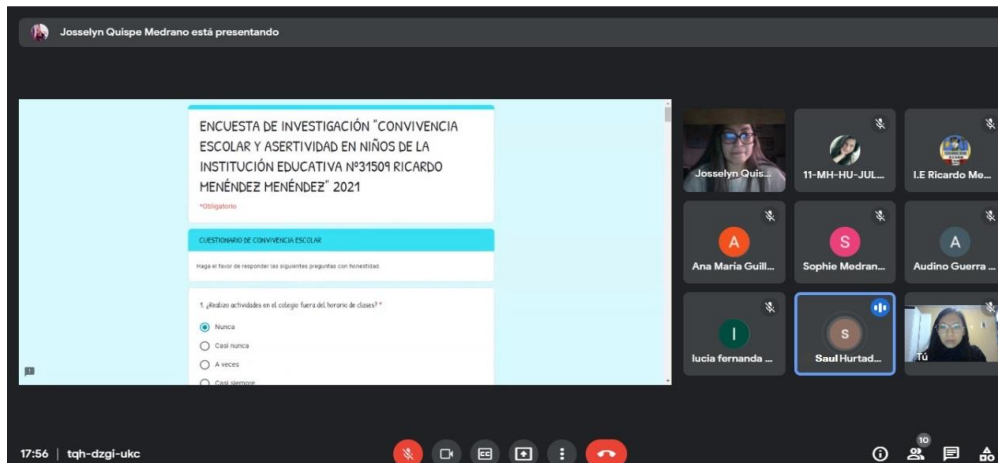 Josselyn Quispe Medrano está presentando
ENCUESTA DE INVESTIGACIÓN "CONVIVENCIA
ESCOLAR Y ASERTIVIDAD EN NIÑOS DE LA
INSTITUCIÓN EDUCATIVA Nº31509 RICARDO
MENÉNDEZ MENÉNDEZ" 2021
*Obligatorio
CUESTIONARIO DE CONVIVENCIA ESCOLAR
Haga el favor de responder las siguientes preguntas con honestidad.
1. ¿Realizo actividades en el colegio fuera del horario de clases? *
Nunca
Casi nunca
A veces
Casi siempre
Josselyn Quis...
11-MH-HU-JUL...
I.E Ricardo Me...
A
Ana Maria Guill...
S
Sophie Medran...
A
Audino Guerra ...
l
lucia fernanda ...
S
Saul Hurtad...
Tú
17:56 | tqh-dzgi-ukc
10